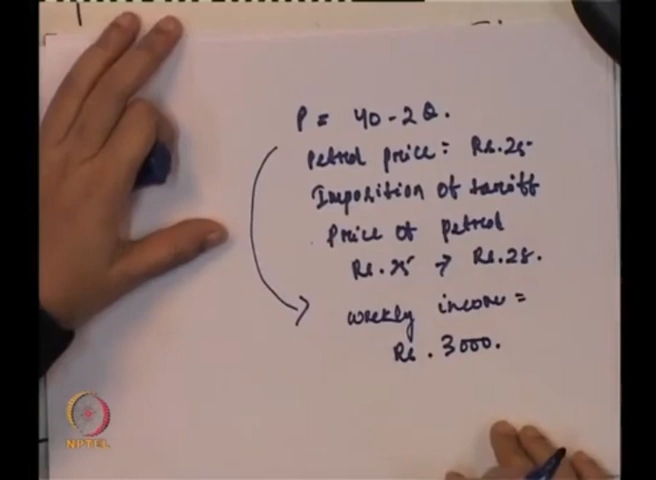 P = 40 - 2Q.
Petrol price = Rs. 25
Imposition of tariff
Price of petrol
Rs. 25 → Rs. 28.
Weekly income =
Rs. 3000.
NPTEL